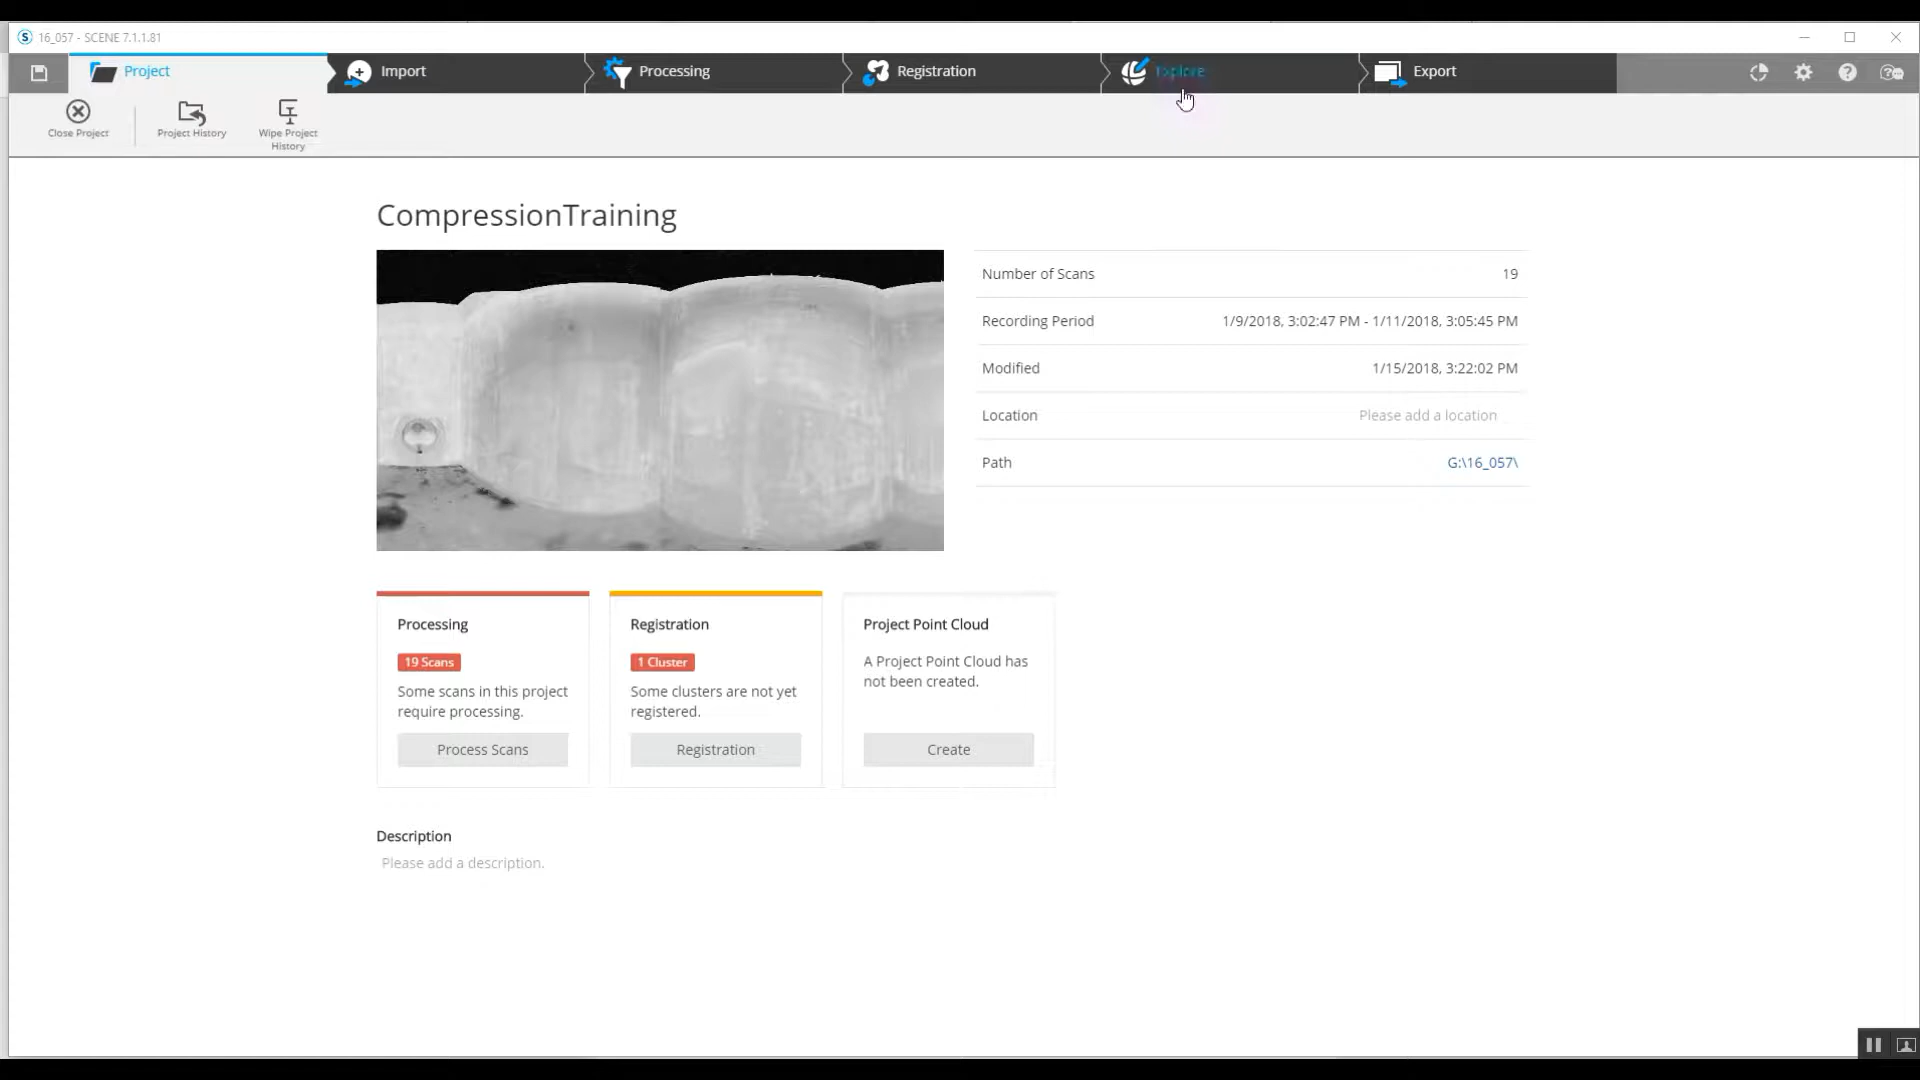 16_057 - SCENE 7.1.1.81
Project
Import
Processing
Registration
Explore
Export
Close Project
Project History
Wipe Project
History
CompressionTraining
Number of Scans 19
Recording Period 1/9/2018, 3:02:47 PM - 1/11/2018, 3:05:45 PM
Modified 1/15/2018, 3:22:02 PM
Location Please add a location
Path G:\16_057\
Processing
19 Scans
Some scans in this project
require processing.
Process Scans
Registration
1 Cluster
Some clusters are not yet
registered.
Registration
Project Point Cloud
A Project Point Cloud has
not been created.
Create
Description
Please add a description.